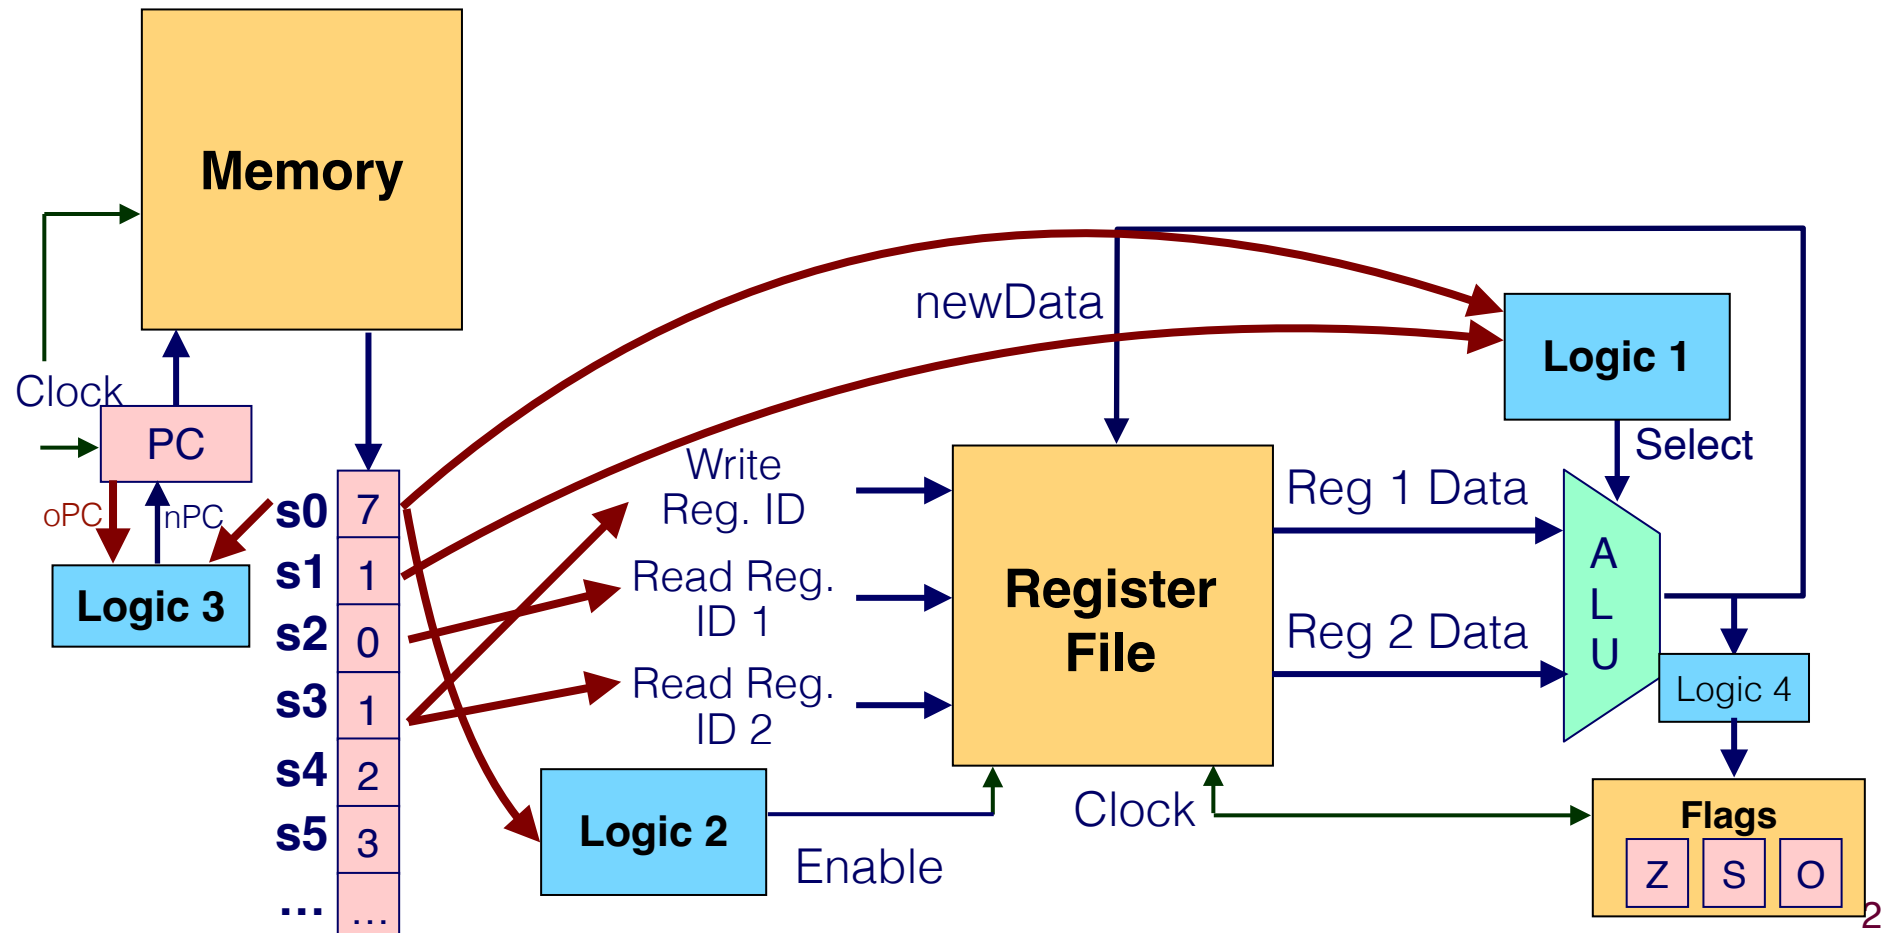 Memory
Clock
PC
oPC
nPC
Logic 3
s0 7
s1 1
s2 0
s3 1
s4 2
s5 3
... ...
newData
Write
Reg. ID
Read Reg.
ID 1
Read Reg.
ID 2
Logic 2
Enable
Register
File
Clock
Reg 1 Data
Reg 2 Data
Logic 1
Select
A
L
U
Logic 4
Flags
Z S O
2